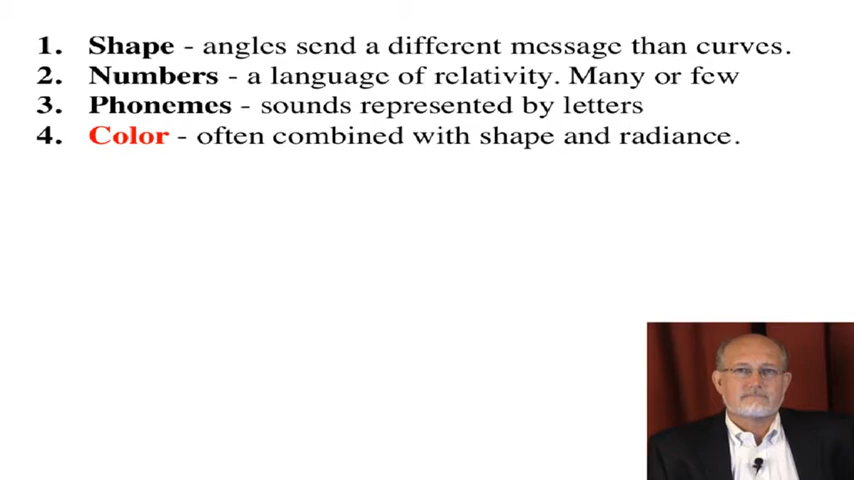 1. Shape - angles send a different message than curves.
2. Numbers - a language of relativity. Many or few
3. Phonemes - sounds represented by letters
4. Color - often combined with shape and radiance.